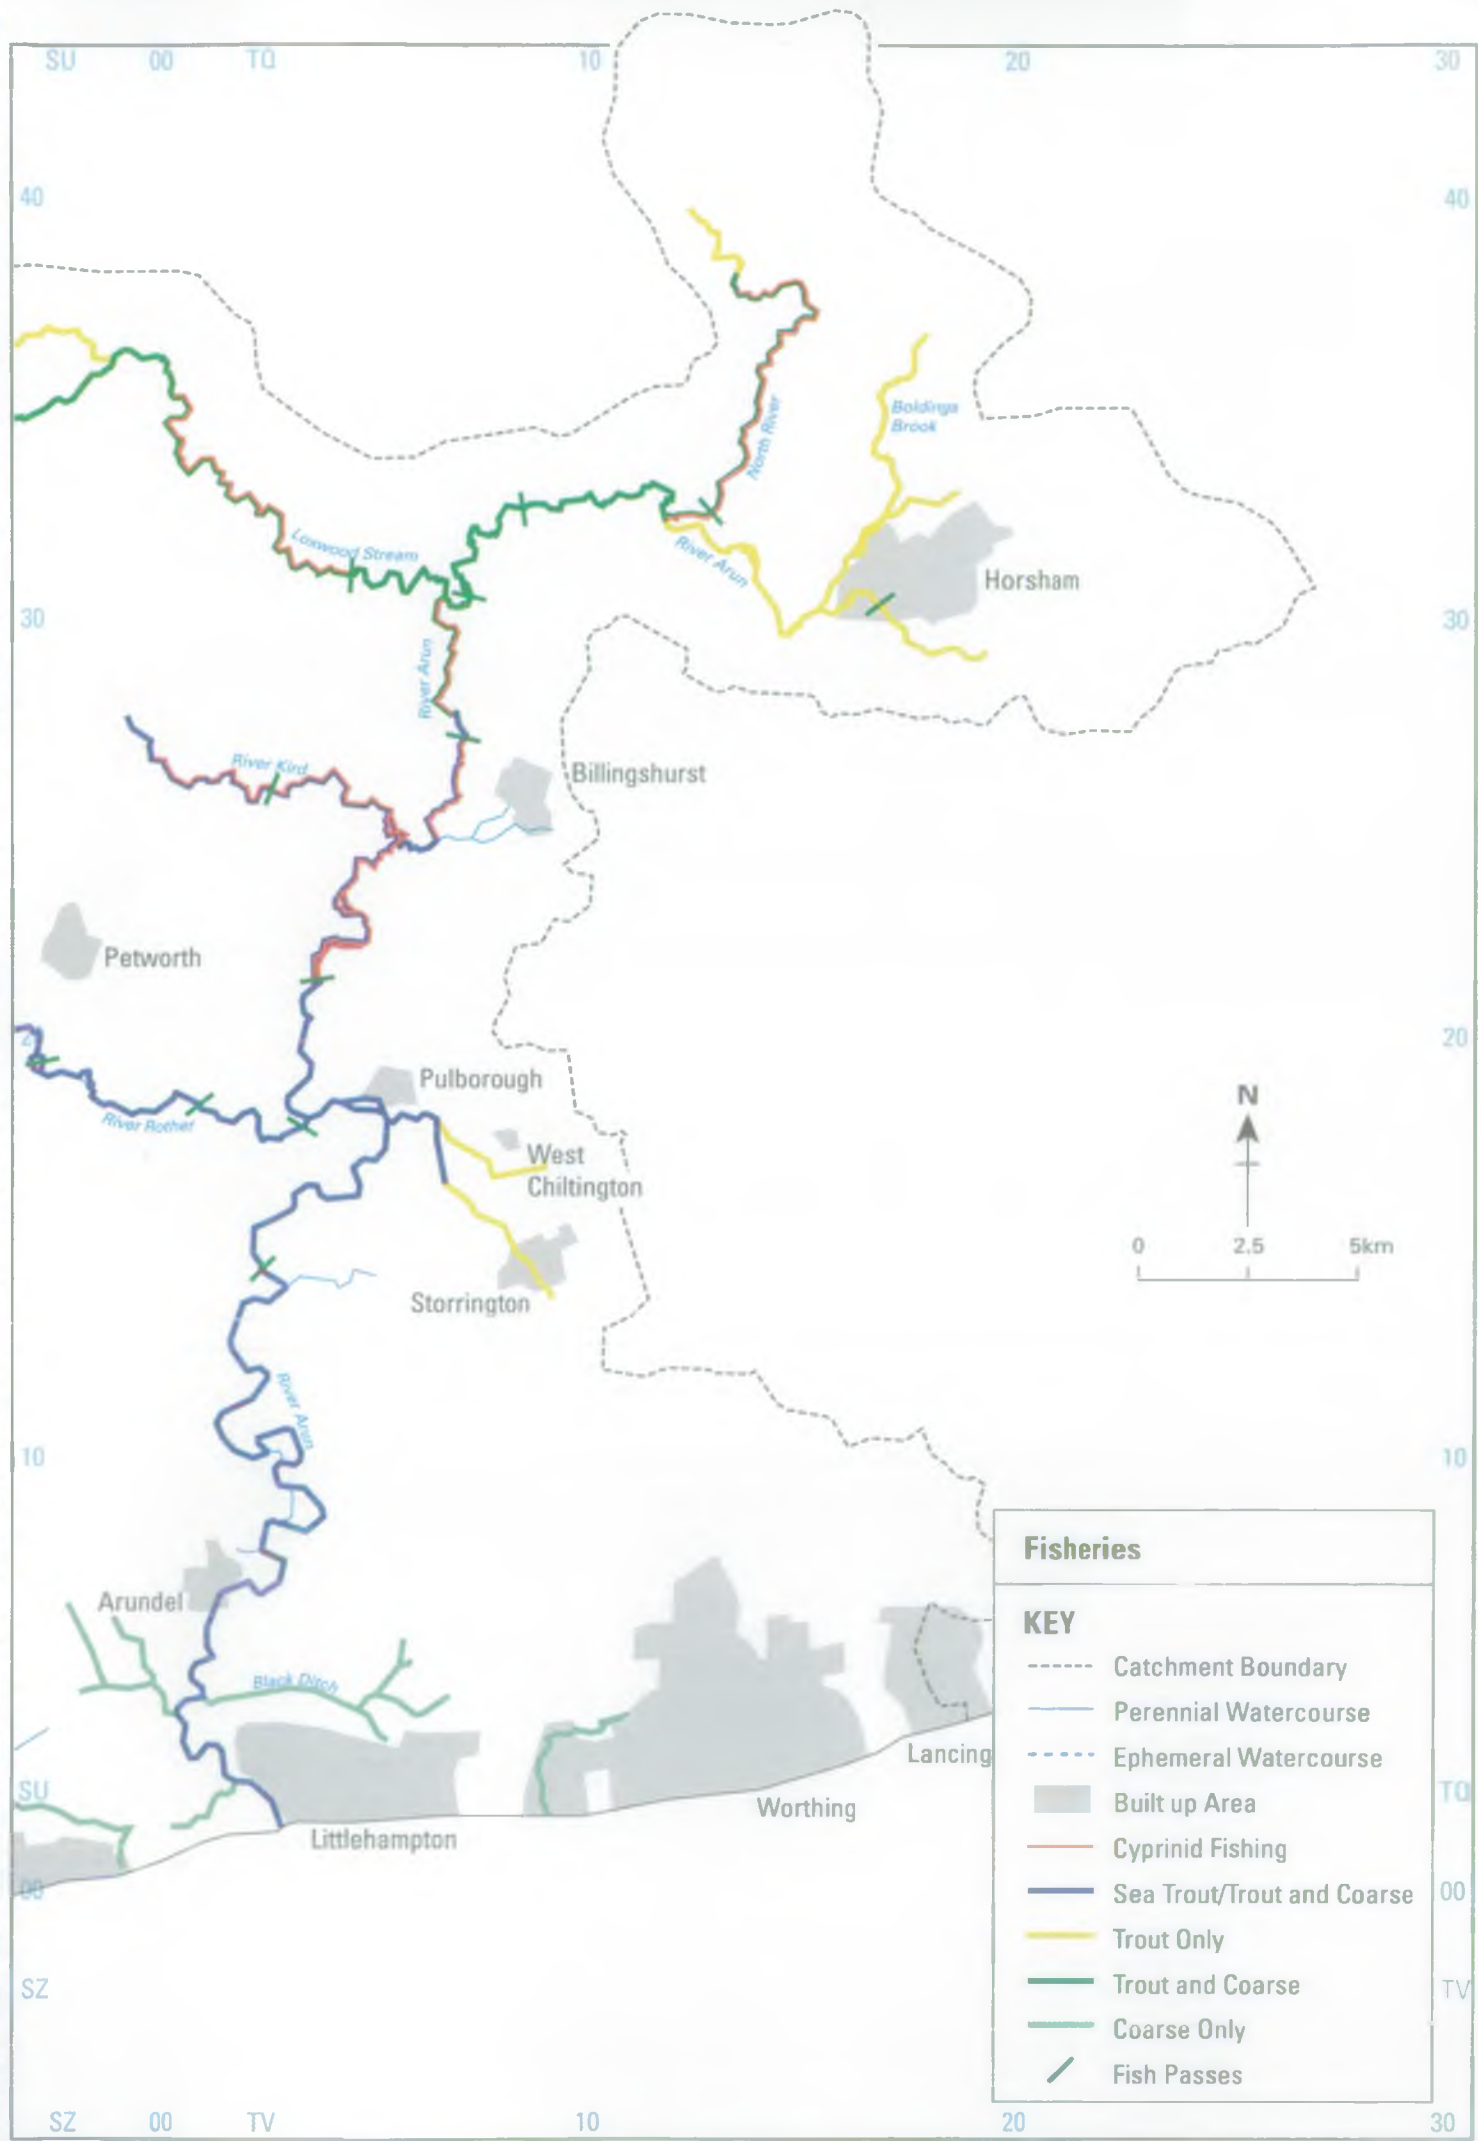 SU 00 TQ 10 20 30
40 40
Boldings
Brook
North River
Loxwood Stream
River Arun
Horsham
30 30
River Arun
River Kird
Billingshurst
Petworth
20
Pulborough
River Rother
N
West
Chiltington
0 2.5 5km
Storrington
River Arun
10 10
Arundel
Black Ditch
Lancing
SU TQ
Worthing
Littlehampton
00 00
SZ TV
SZ 00 TV 10 20 30
Fisheries
KEY
Catchment Boundary
Perennial Watercourse
Ephemeral Watercourse
Built up Area
Cyprinid Fishing
Sea Trout/Trout and Coarse
Trout Only
Trout and Coarse
Coarse Only
Fish Passes